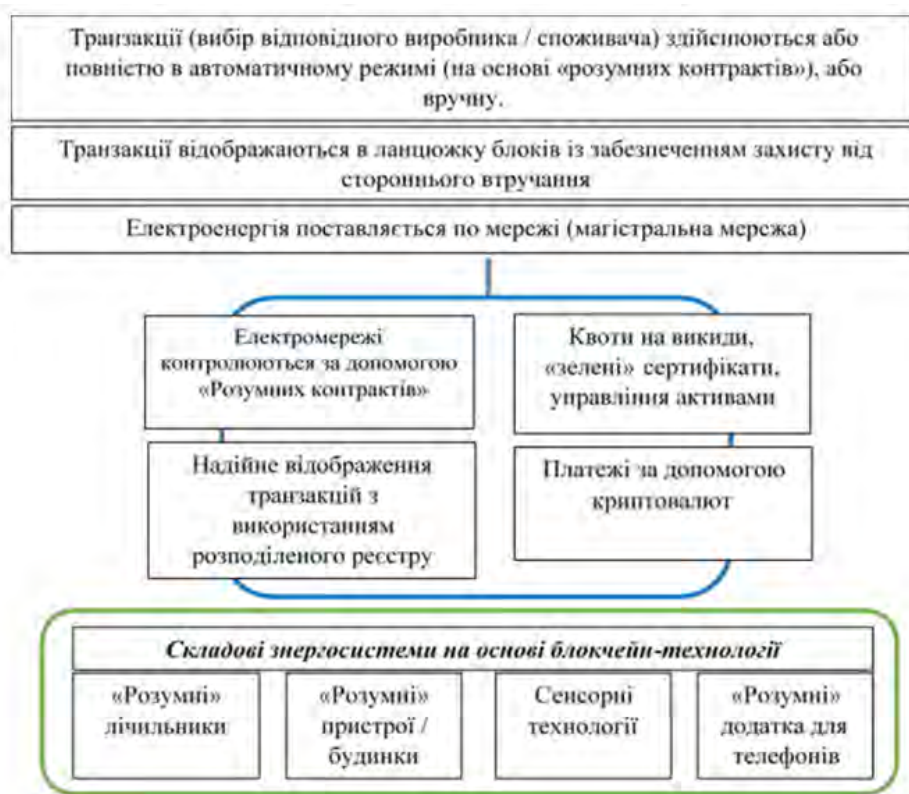 Транзакції (вибір відповідного виробника / споживача) здійснюються або
повністю в автоматичному режимі (на основі «розумних контрактів»), або
вручну.
Транзакції відображаються в ланцюжку блоків із забезпеченням захисту від
стороннього втручання
Електроенергія поставляється по мережі (магістральна мережа)
Електромережі
контролюються за допомогою
«Розумних контрактів»
Квоти на викиди,
«зелені» сертифікати,
управління активами
Надійне відображення
транзакцій з
використанням
розподіленого реєстру
Платежі за допомогою
криптовалют
Складові знергосистеми на основі блокчейн-технології
«Розумні»
лічильники
«Розумні»
пристрої /
будинки
Сенсорні
технології
«Розумні»
додатка для
телефонів